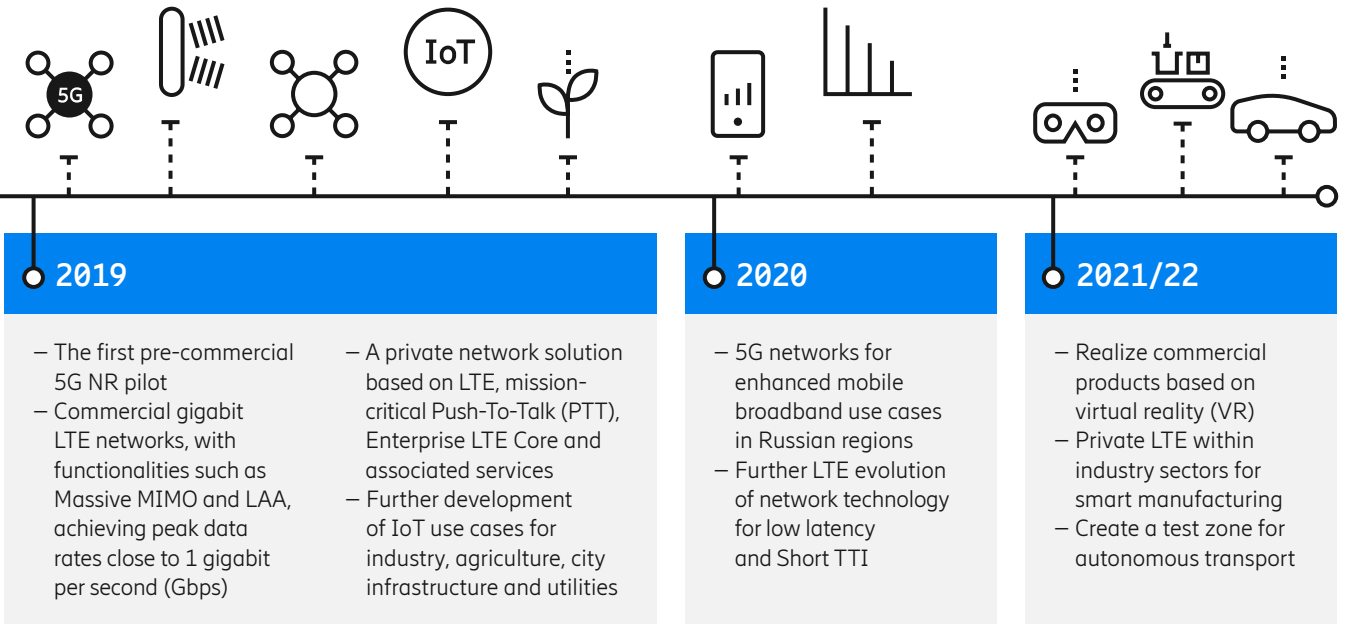 5G
IoT
2019
– The first pre-commercial
5G NR pilot
– Commercial gigabit
LTE networks, with
functionalities such as
Massive MIMO and LAA,
achieving peak data
rates close to 1 gigabit
per second (Gbps)
– A private network solution
based on LTE, mission-
critical Push-To-Talk (PTT),
Enterprise LTE Core and
associated services
– Further development
of IoT use cases for
industry, agriculture, city
infrastructure and utilities
2020
– 5G networks for
enhanced mobile
broadband use cases
in Russian regions
– Further LTE evolution
of network technology
for low latency
and Short TTI
2021/22
– Realize commercial
products based on
virtual reality (VR)
– Private LTE within
industry sectors for
smart manufacturing
– Create a test zone for
autonomous transport